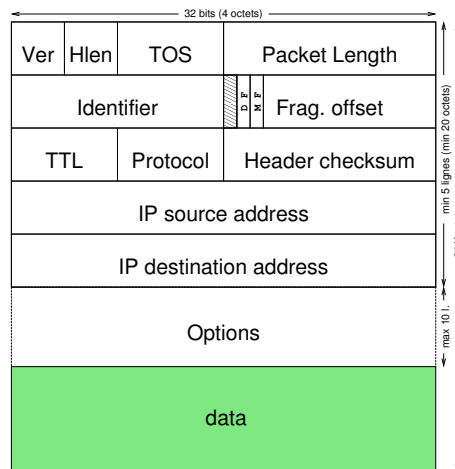 32 bits (4 octets)
Ver Hlen TOS Packet Length
Identifier D F M F Frag. offset
TTL Protocol Header checksum
IP source address
IP destination address
min 5 lignes (min 20 octets)
Options
max 10 l.
data